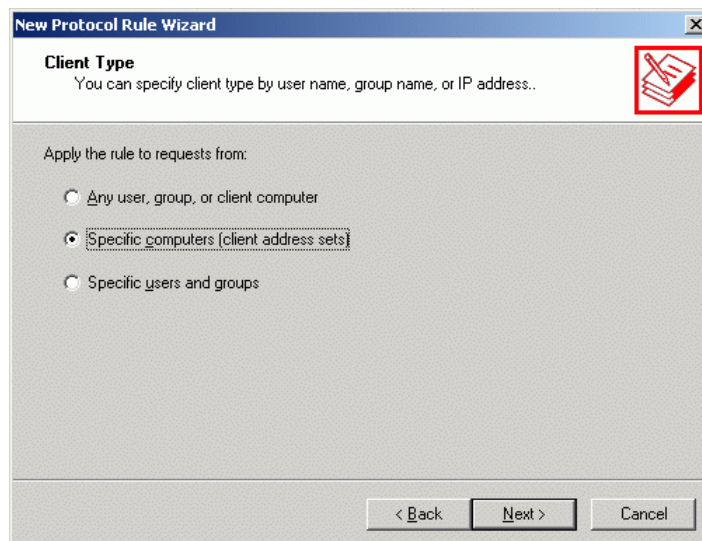 New Protocol Rule Wizard
Client Type
You can specify client type by user name, group name, or IP address..
Apply the rule to requests from:
Any user, group, or client computer
Specific computers (client address sets)
Specific users and groups
< Back
Next >
Cancel